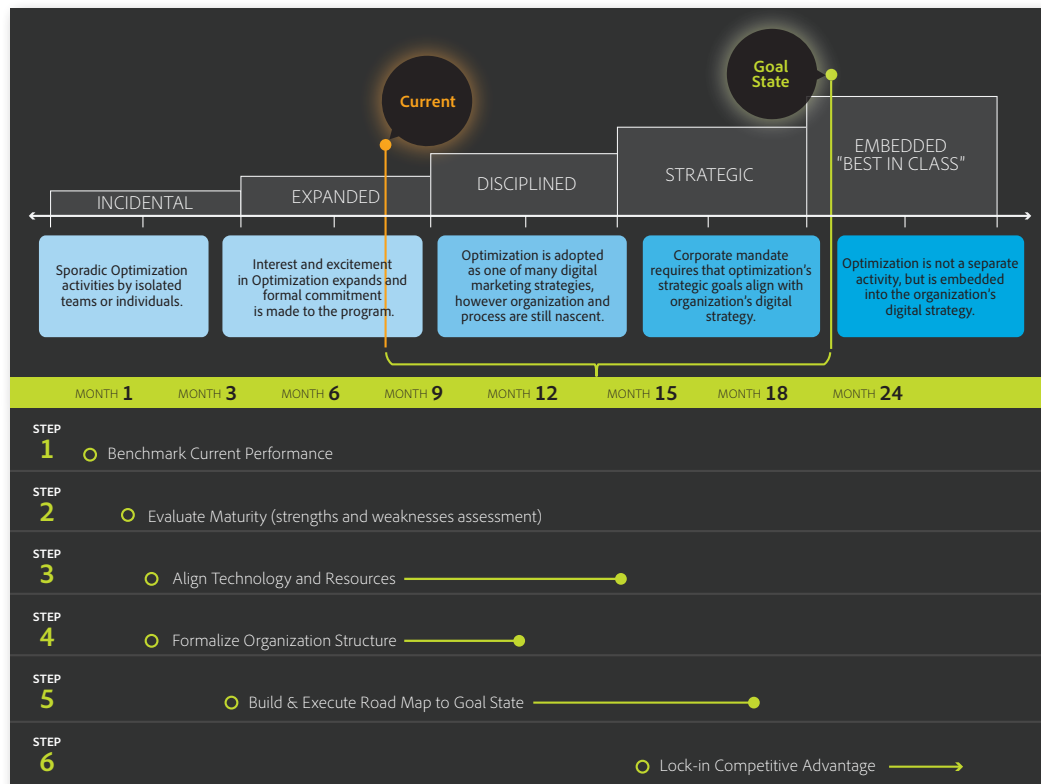 Current
Goal
State
INCIDENTAL
EXPANDED
DISCIPLINED
STRATEGIC
EMBEDDED
"BEST IN CLASS"
Sporadic Optimization
activities by isolated
teams or individuals.
Interest and excitement
in Optimization expands and
formal commitment
is made to the program.
Optimization is adopted
as one of many digital
marketing strategies,
however organization and
process are still nascent.
Corporate mandate
requires that optimization's
strategic goals align with
organization's digital
strategy.
Optimization is not a separate
activity, but is embedded
into the organization's
digital strategy.
MONTH 1 MONTH 3 MONTH 6 MONTH 9 MONTH 12 MONTH 15 MONTH 18 MONTH 24
STEP
1 Benchmark Current Performance
STEP
2 Evaluate Maturity (strengths and weaknesses assessment)
STEP
3 Align Technology and Resources
STEP
4 Formalize Organization Structure
STEP
5 Build & Execute Road Map to Goal State
STEP
6 Lock-in Competitive Advantage